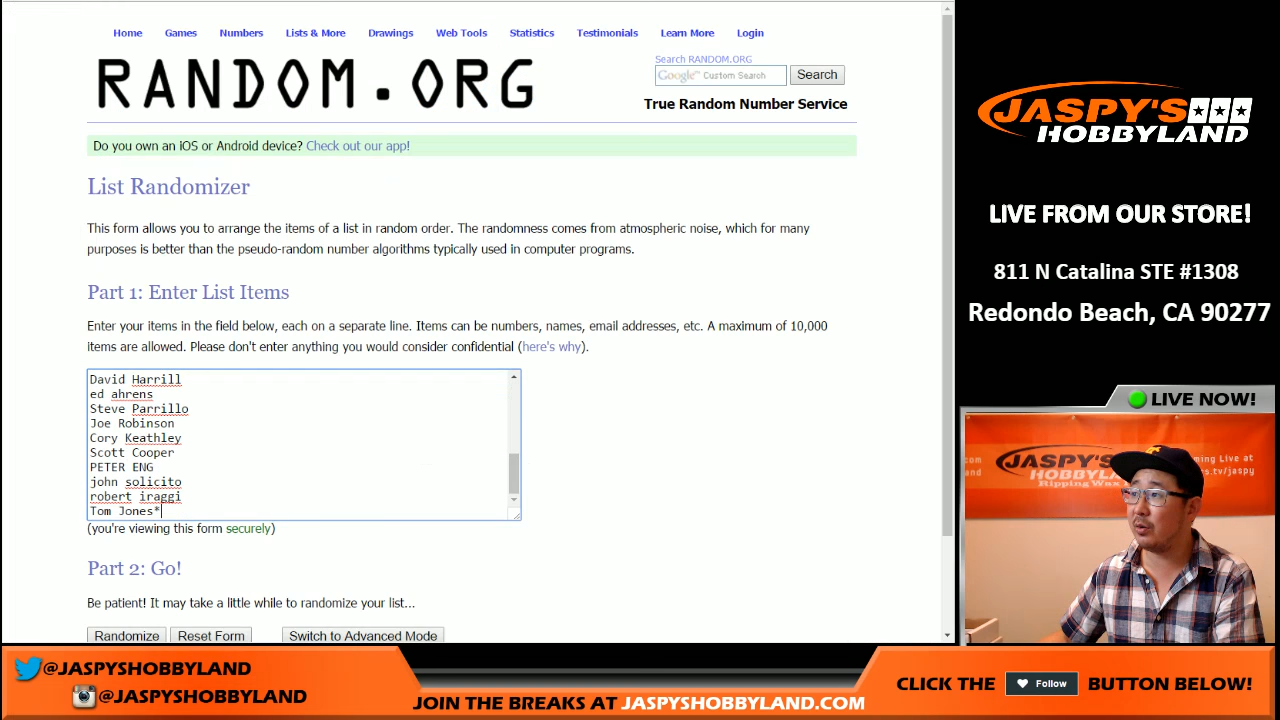 Home Games Numbers Lists & More Drawings Web Tools Statistics Testimonials Learn More Login
RANDOM.ORG
Search RANDOM.ORG
Google™ Custom Search Search
True Random Number Service
Do you own an iOS or Android device? Check out our app!
List Randomizer
This form allows you to arrange the items of a list in random order. The randomness comes from atmospheric noise, which for many
purposes is better than the pseudo-random number algorithms typically used in computer programs.
Part 1: Enter List Items
Enter your items in the field below, each on a separate line. Items can be numbers, names, email addresses, etc. A maximum of 10,000
items are allowed. Please don't enter anything you would consider confidential (here's why).
David Harrill
ed ahrens
Steve Parrillo
Joe Robinson
Cory Keathley
Scott Cooper
PETER ENG
john solicito
robert iraggi
Tom Jones*
(you're viewing this form securely)
Part 2: Go!
Be patient! It may take a little while to randomize your list...
Randomize Reset Form Switch to Advanced Mode
JASPY'S
HOBBYLAND
LIVE FROM OUR STORE!
811 N Catalina STE #1308
Redondo Beach, CA 90277
LIVE NOW!
JASPY'S
HOBBYLAND
Ripping Wax
ming Live at
s.tv/jaspy
@JASPYSHOBBYLAND
@JASPYSHOBBYLAND
JOIN THE BREAKS AT JASPYSHOBBYLAND.COM
CLICK THE Follow BUTTON BELOW!